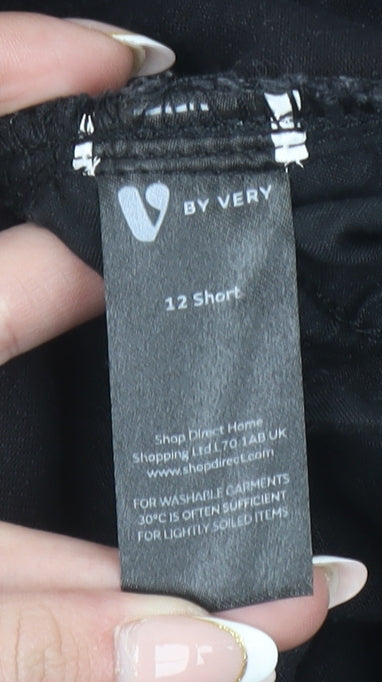 V BY VERY
12 Short
Shop Direct Home
Shopping Ltd L70 1AB UK
www.shopdirect.com
FOR WASHABLE GARMENTS
30°C IS OFTEN SUFFICIENT
FOR LIGHTLY SOILED ITEMS